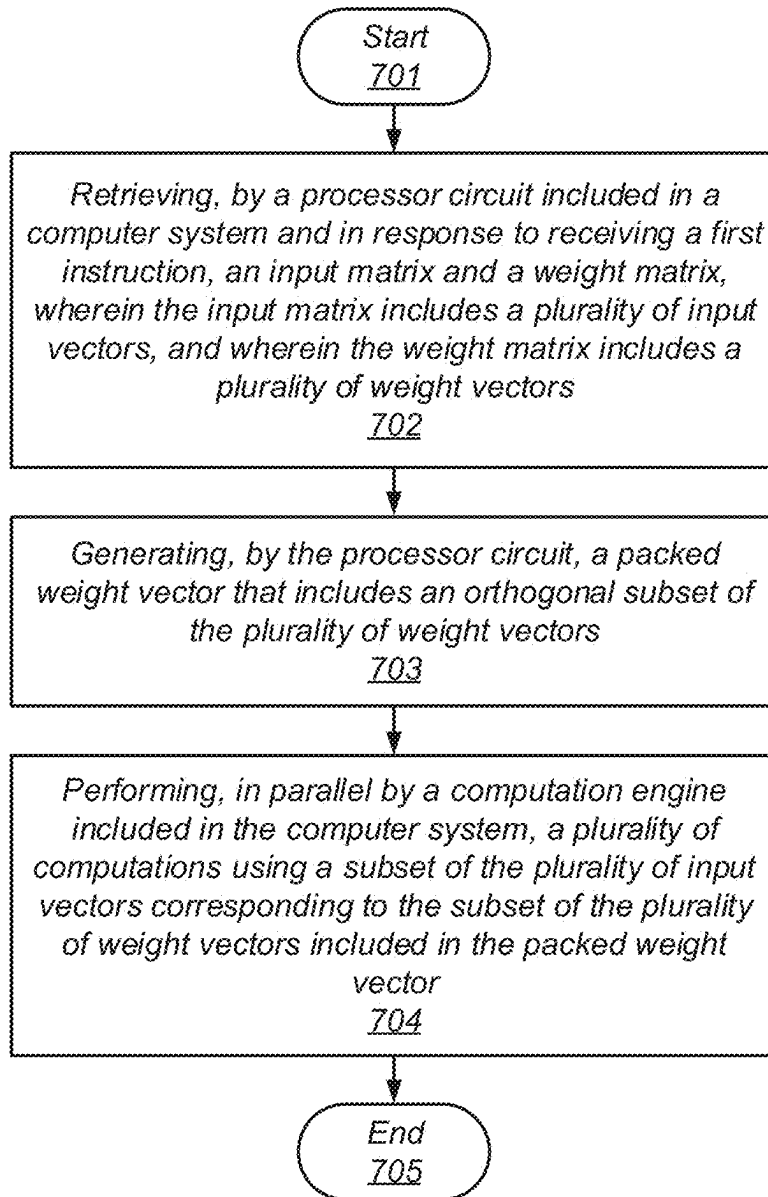 Start
701
Retrieving, by a processor circuit included in a
computer system and in response to receiving a first
instruction, an input matrix and a weight matrix,
wherein the input matrix includes a plurality of input
vectors, and wherein the weight matrix includes a
plurality of weight vectors
702
Generating, by the processor circuit, a packed
weight vector that includes an orthogonal subset of
the plurality of weight vectors
703
Performing, in parallel by a computation engine
included in the computer system, a plurality of
computations using a subset of the plurality of input
vectors corresponding to the subset of the plurality
of weight vectors included in the packed weight
vector
704
End
705